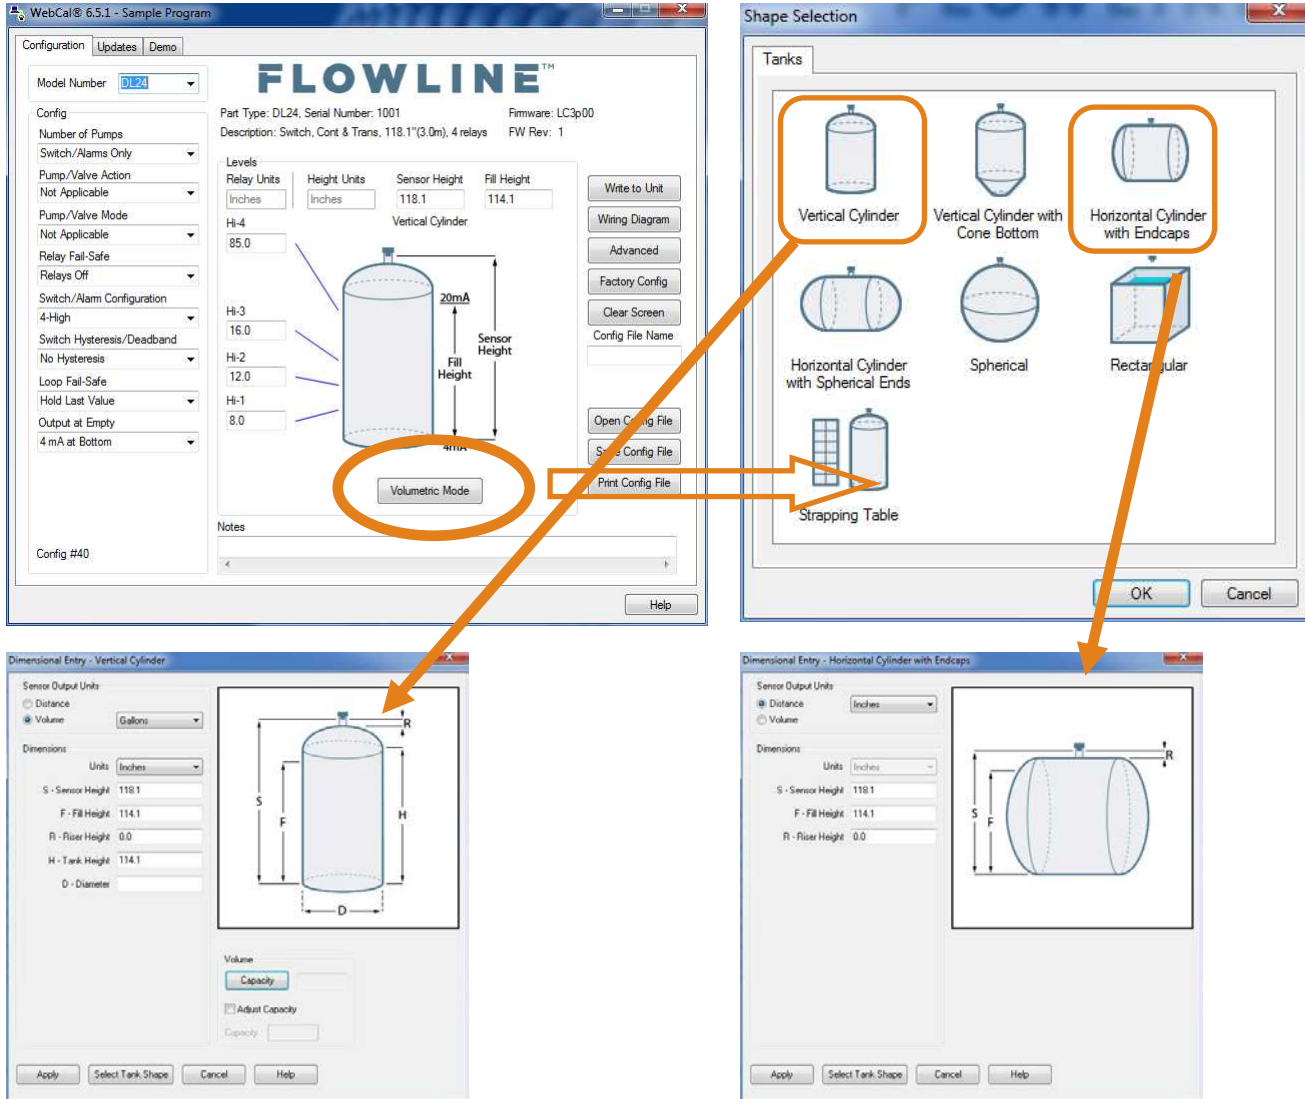 WebCal® 6.5.1 - Sample Program
Configuration Updates Demo
Model Number DL24
FLOWLINE™
Part Type: DL24, Serial Number: 1001 Firmware: LC3p00
Description: Switch, Cont & Trans, 118.1"(3.0m), 4 relays FW Rev: 1
Config
Number of Pumps
Switch/Alarms Only
Pump/Valve Action
Not Applicable
Pump/Valve Mode
Not Applicable
Relay Fail-Safe
Relays Off
Switch/Alarm Configuration
4-High
Switch Hysteresis/Deadband
No Hysteresis
Loop Fail-Safe
Hold Last Value
Output at Empty
4 mA at Bottom
Config #40
Levels
Relay Units Height Units Sensor Height Fill Height
Inches Inches 118.1 114.1
Vertical Cylinder
Hi-4
85.0
Hi-3
16.0
Hi-2
12.0
Hi-1
8.0
20mA
Sensor
Height
Fill
Height
4mA
Volumetric Mode
Write to Unit
Wiring Diagram
Advanced
Factory Config
Clear Screen
Config File Name
Open Config File
Save Config File
Print Config File
Notes
Help
Shape Selection
Tanks
Vertical Cylinder
Vertical Cylinder with
Cone Bottom
Horizontal Cylinder
with Endcaps
Horizontal Cylinder
with Spherical Ends
Spherical
Rectangular
Strapping Table
OK Cancel
Dimensional Entry - Vertical Cylinder
Sensor Output Units
Distance
Volume Gallons
Dimensions
Units Inches
S - Sensor Height 118.1
F - Fill Height 114.1
R - Riser Height 0.0
H - Tank Height 114.1
D - Diameter
R
S
F
H
D
Volume
Capacity
Adjust Capacity
Capacity
Apply Select Tank Shape Cancel Help
Dimensional Entry - Horizontal Cylinder with Endcaps
Sensor Output Units
Distance Inches
Volume
Dimensions
Units Inches
S - Sensor Height 118.1
F - Fill Height 114.1
R - Riser Height 0.0
R
S
F
Apply Select Tank Shape Cancel Help